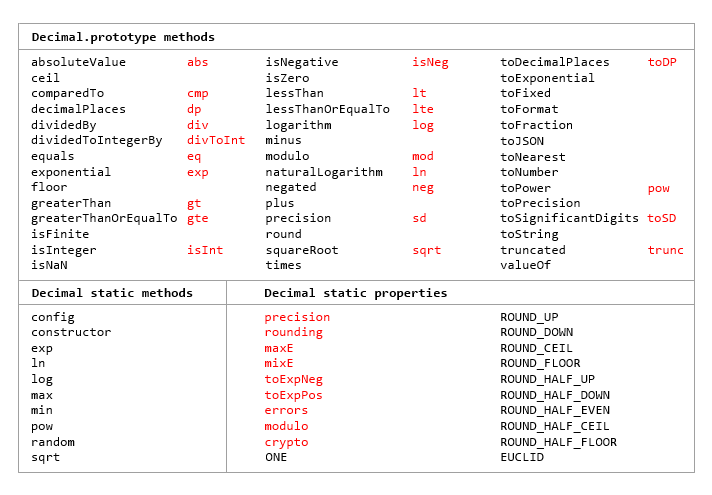 Decimal.prototype methods
absoluteValue abs isNegative isNeg toDecimalPlaces toDP
ceil isZero toExponential
comparedTo cmp lessThan lt toFixed
decimalPlaces dp lessThanOrEqualTo lte toFormat
dividedBy div logarithm log toFraction
dividedToIntegerBy divToInt minus toJSON
equals eq modulo mod toNearest
exponential exp naturalLogarithm ln toNumber
floor negated neg toPower pow
greaterThan gt plus toPrecision
greaterThanOrEqualTo gte precision sd toSignificantDigits toSD
isFinite round toString
isInteger isInt squareRoot sqrt truncated trunc
isNaN times valueOf
Decimal static methods Decimal static properties
config precision ROUND_UP
constructor rounding ROUND_DOWN
exp maxE ROUND_CEIL
ln mixE ROUND_FLOOR
log toExpNeg ROUND_HALF_UP
max toExpPos ROUND_HALF_DOWN
min errors ROUND_HALF_EVEN
pow modulo ROUND_HALF_CEIL
random crypto ROUND_HALF_FLOOR
sqrt ONE EUCLID